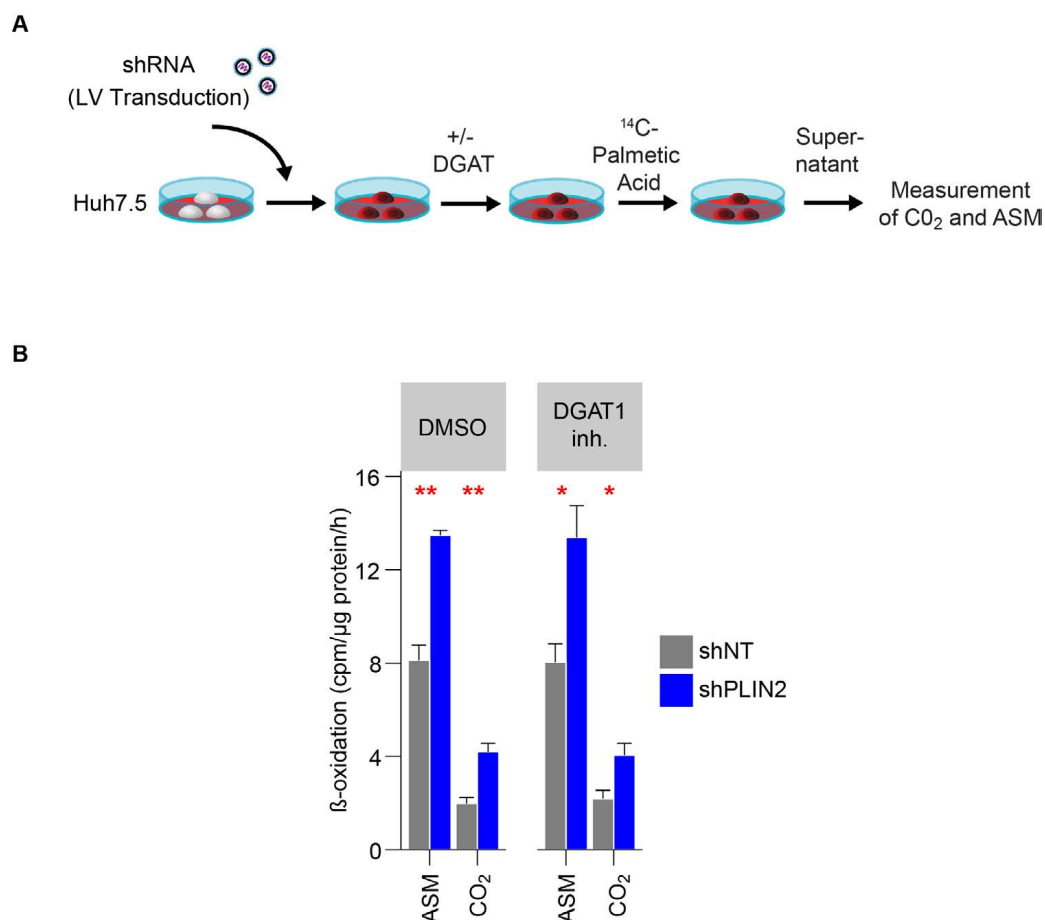 A
shRNA
(LV Transduction)
Huh7.5
+/-
DGAT
¹⁴C-
Palmetic
Acid
Super-
natant
Measurement
of C0₂ and ASM
B
DMSO
DGAT1
inh.
16
12
8
4
0
** **
* *
ß-oxidation (cpm/µg protein/h)
shNT
shPLIN2
ASM
CO₂
ASM
CO₂